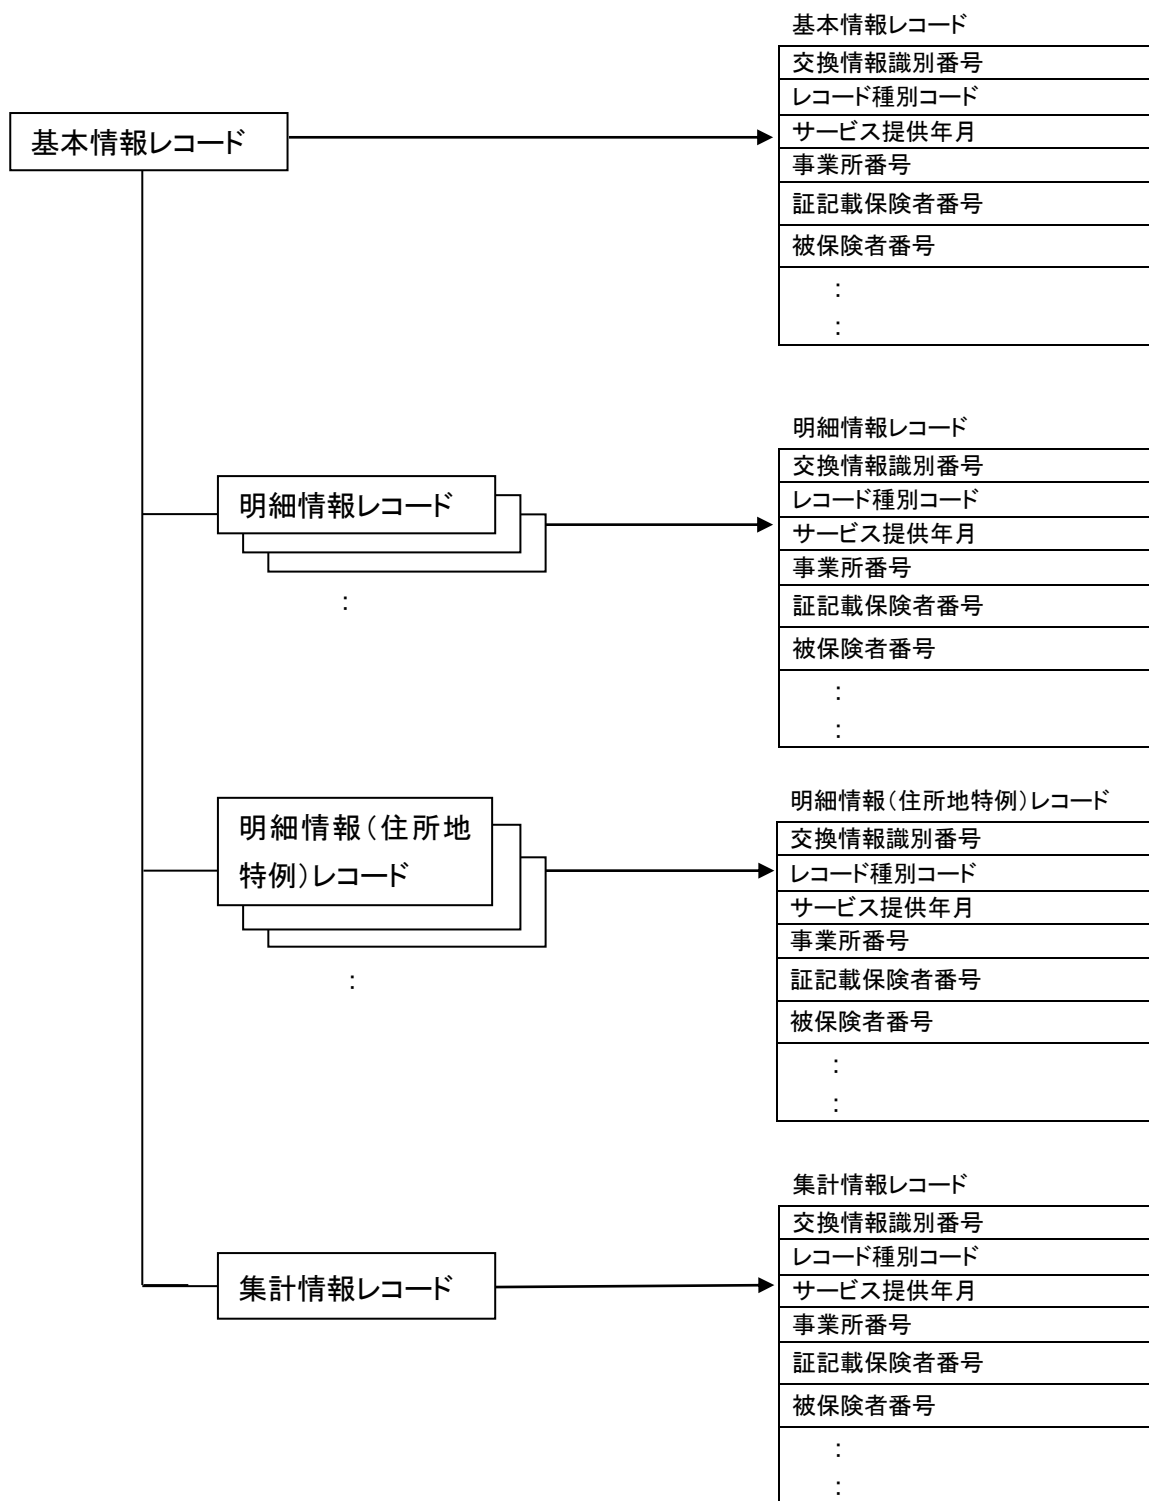 基本情報レコード
基本情報レコード
交換情報識別番号
レコード種別コード
サービス提供年月
事業所番号
証記載保険者番号
被保険者番号
:
:
明細情報レコード
:
明細情報レコード
交換情報識別番号
レコード種別コード
サービス提供年月
事業所番号
証記載保険者番号
被保険者番号
:
:
明細情報(住所地
特例)レコード
:
明細情報(住所地特例)レコード
交換情報識別番号
レコード種別コード
サービス提供年月
事業所番号
証記載保険者番号
被保険者番号
:
:
集計情報レコード
集計情報レコード
交換情報識別番号
レコード種別コード
サービス提供年月
事業所番号
証記載保険者番号
被保険者番号
:
: